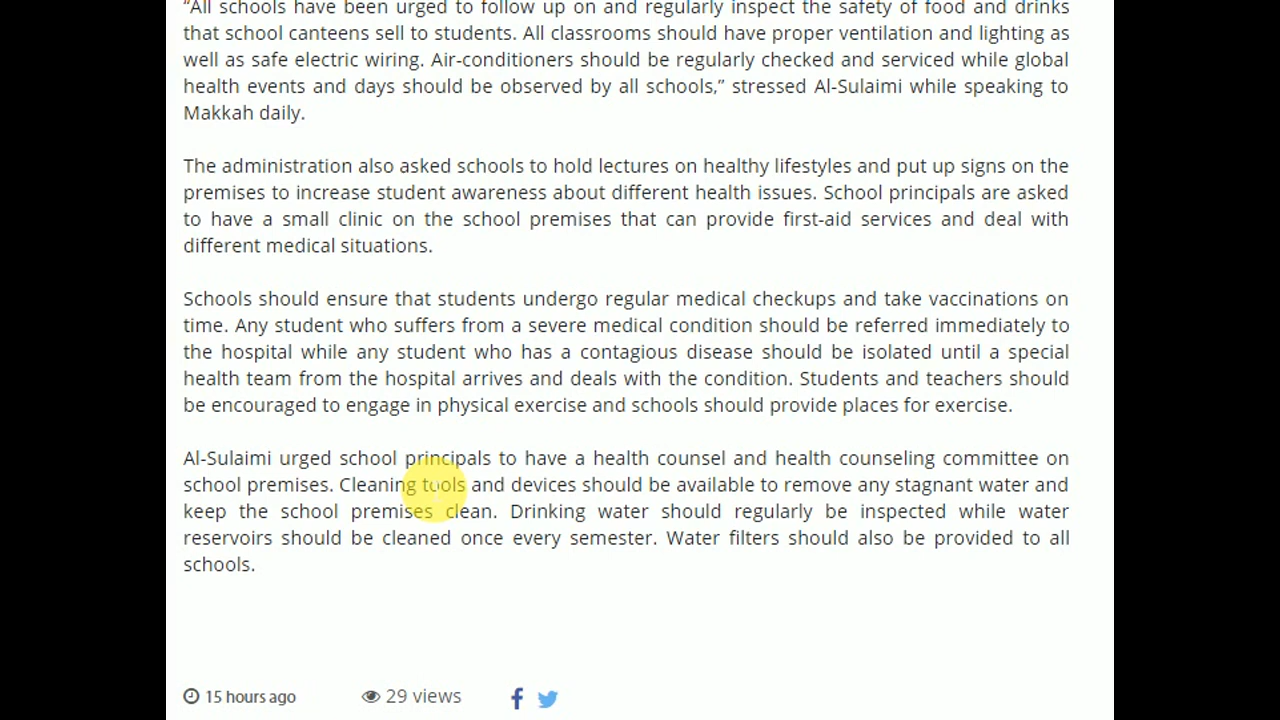 “All schools have been urged to follow up on and regularly inspect the safety of food and drinks
that school canteens sell to students. All classrooms should have proper ventilation and lighting as
well as safe electric wiring. Air-conditioners should be regularly checked and serviced while global
health events and days should be observed by all schools,” stressed Al-Sulaimi while speaking to
Makkah daily.
The administration also asked schools to hold lectures on healthy lifestyles and put up signs on the
premises to increase student awareness about different health issues. School principals are asked
to have a small clinic on the school premises that can provide first-aid services and deal with
different medical situations.
Schools should ensure that students undergo regular medical checkups and take vaccinations on
time. Any student who suffers from a severe medical condition should be referred immediately to
the hospital while any student who has a contagious disease should be isolated until a special
health team from the hospital arrives and deals with the condition. Students and teachers should
be encouraged to engage in physical exercise and schools should provide places for exercise.
Al-Sulaimi urged school principals to have a health counsel and health counseling committee on
school premises. Cleaning tools and devices should be available to remove any stagnant water and
keep the school premises clean. Drinking water should regularly be inspected while water
reservoirs should be cleaned once every semester. Water filters should also be provided to all
schools.
15 hours ago 29 views